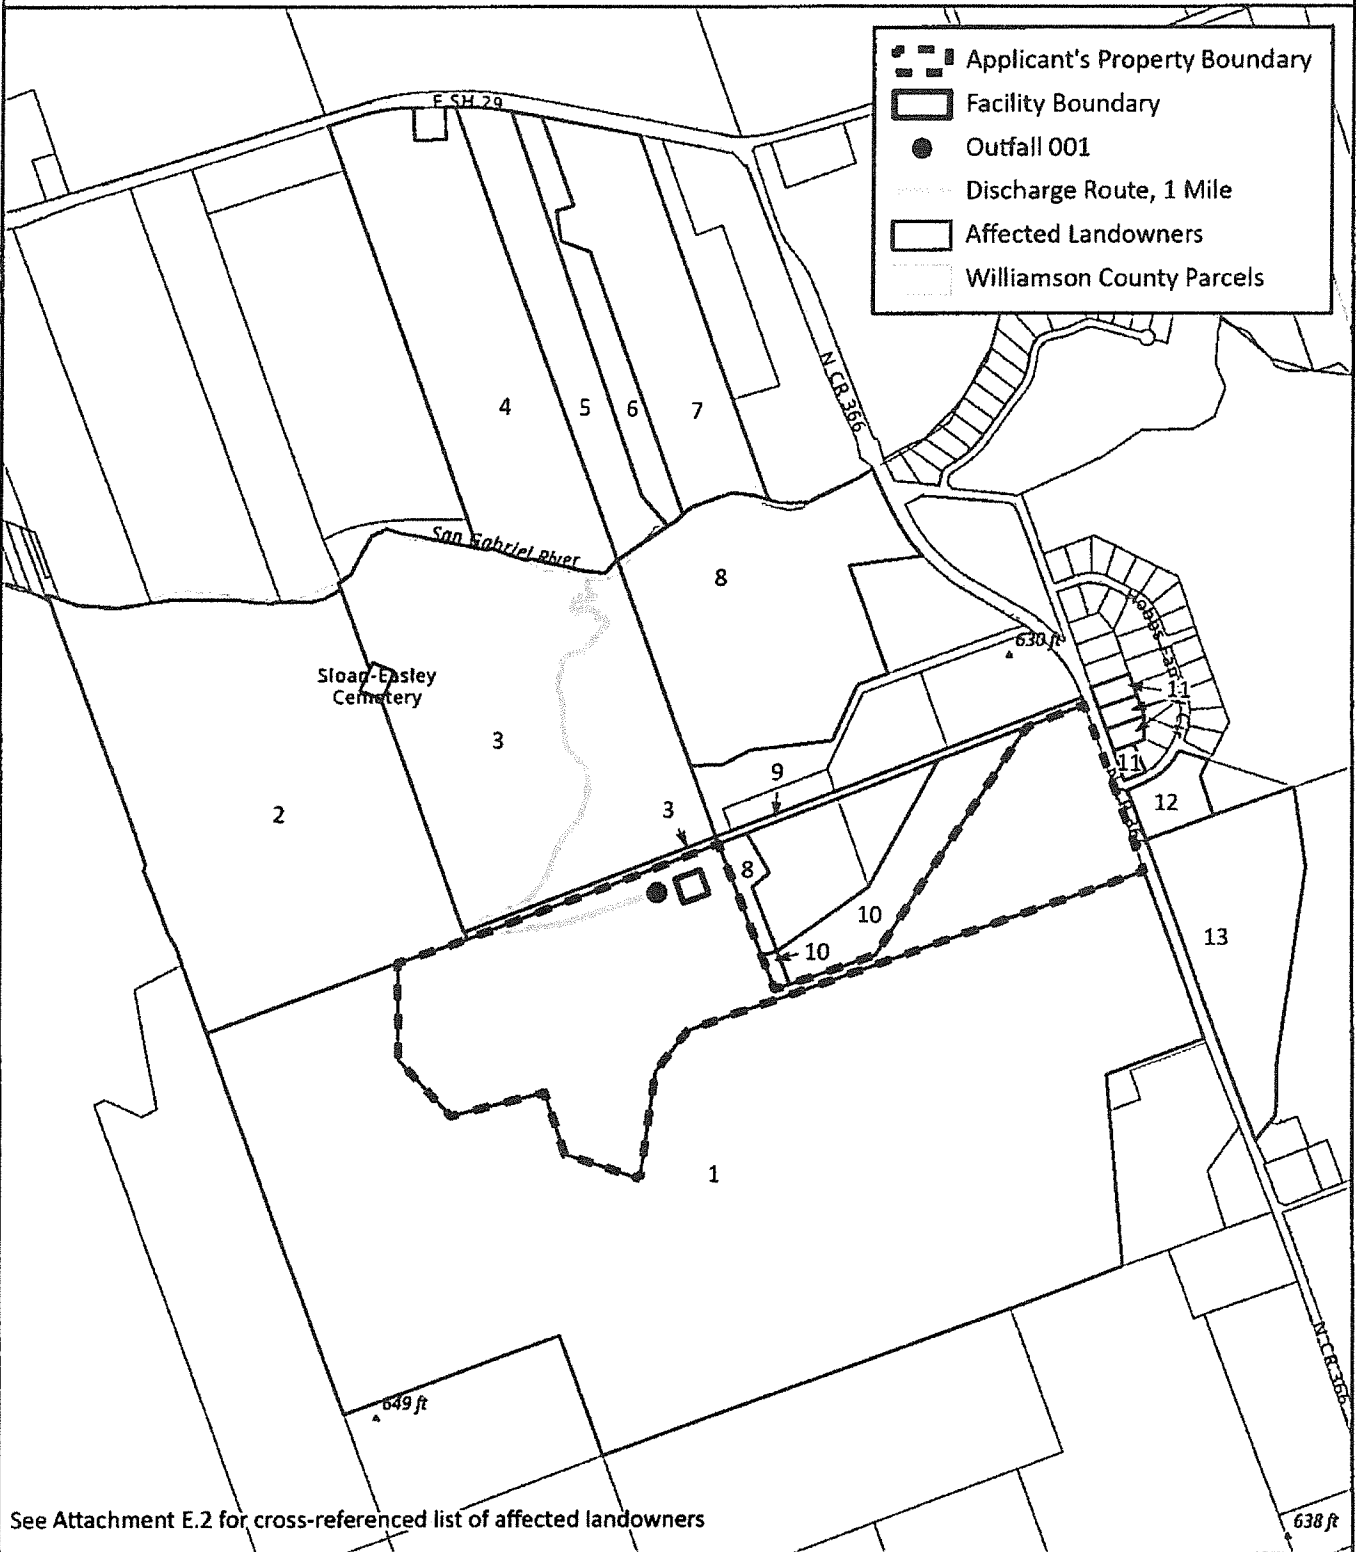 Applicant's Property Boundary
Facility Boundary
Outfall 001
Discharge Route, 1 Mile
Affected Landowners
Williamson County Parcels
E SH 29
N CR 366
4
5
6
7
San Gabriel River
8
630 ft
Sloan-Easley
Cemetery
11
3
9
11
2
3
12
8
10
10
13
1
N CR 366
649 ft
See Attachment E.2 for cross-referenced list of affected landowners
638 ft